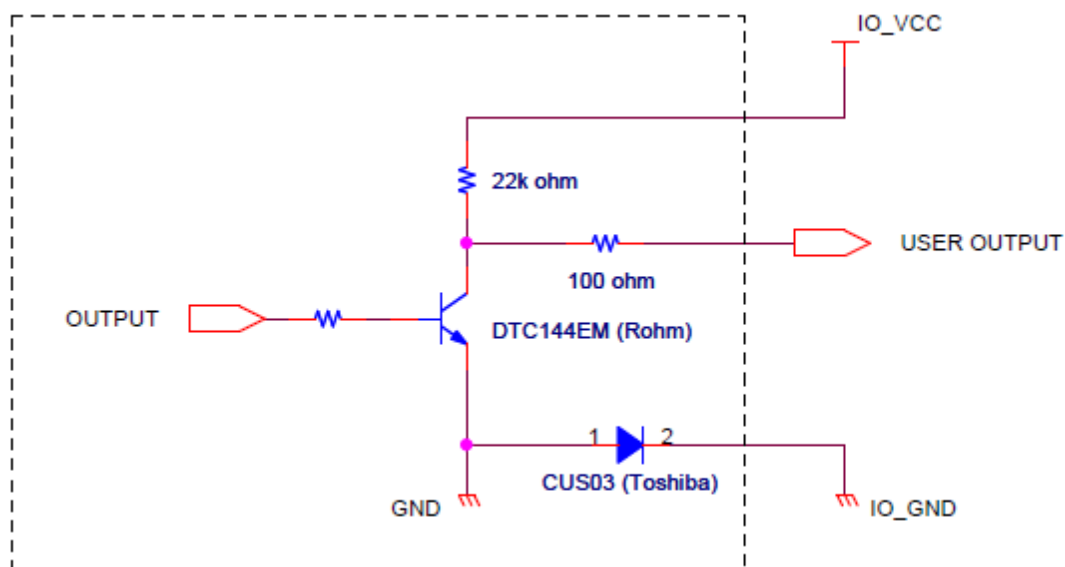 IO_VCC
22k ohm
USER OUTPUT
100 ohm
OUTPUT
DTC144EM (Rohm)
1 2
CUS03 (Toshiba)
GND
IO_GND